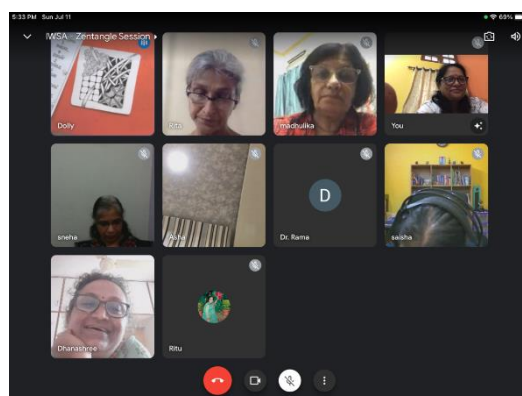 5:33 PM Sun Jul 11
69%
IWSA - Zentangle Session
Dolly
Rita
madhulika
You
sneha
Asha
D
Dr. Rama
saisha
Dhanashree
Ritu